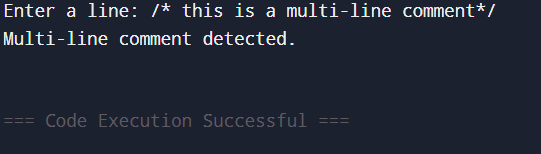 Enter a line: /* this is a multi-line comment*/
Multi-line comment detected.
=== Code Execution Successful ===